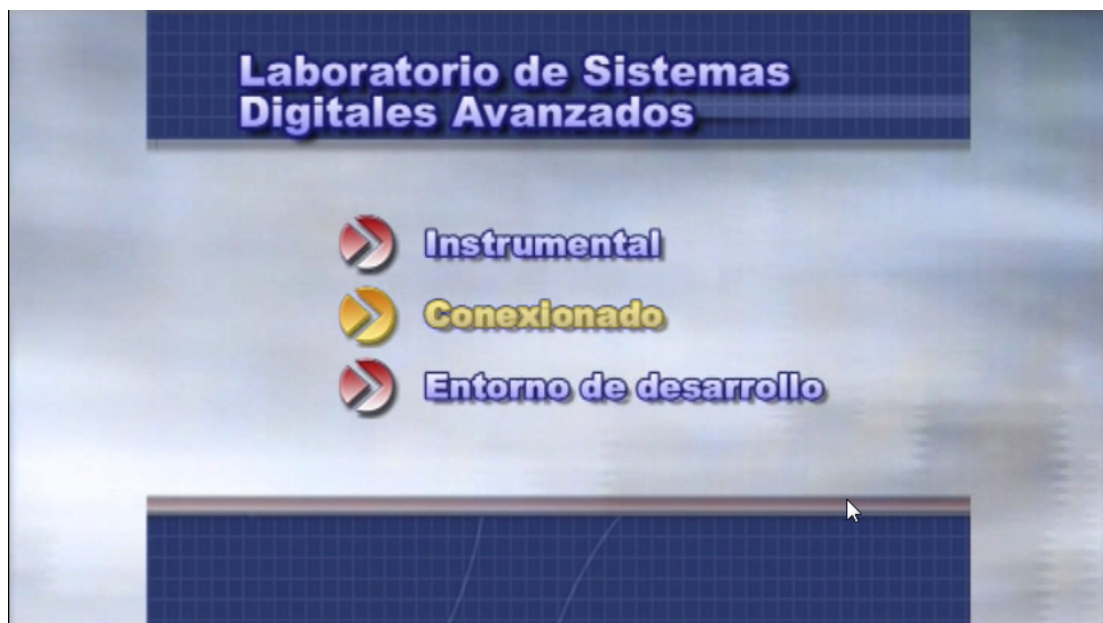 Laboratorio de Sistemas
Digitales Avanzados
Instrumental
Conexionado
Entorno de desarrollo